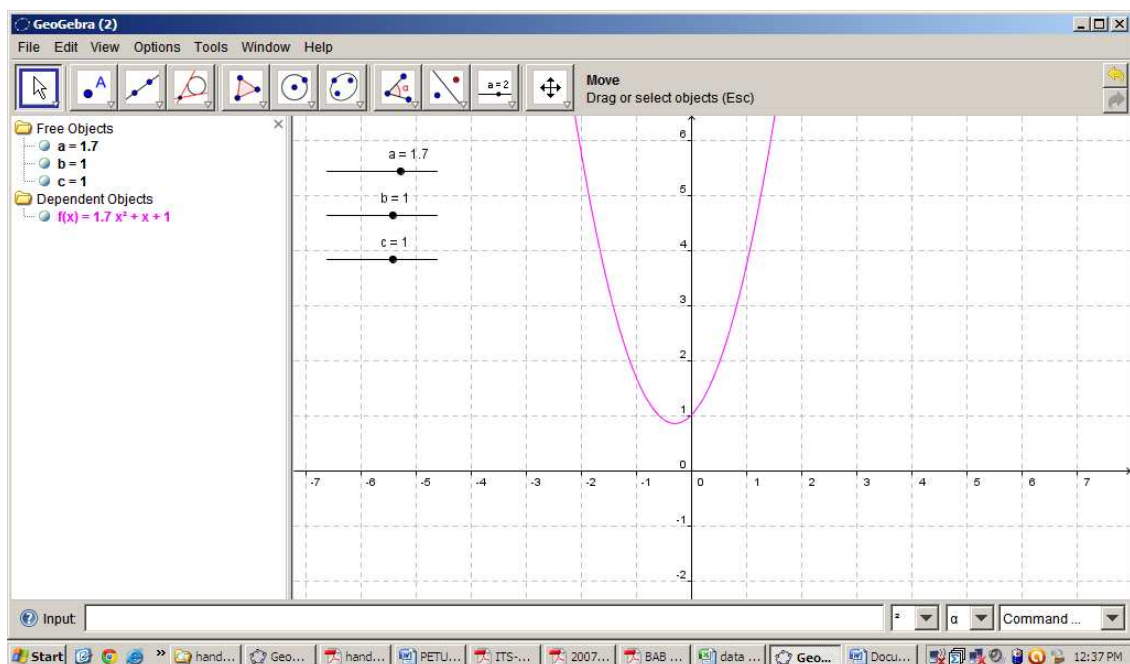 GeoGebra (2)
File Edit View Options Tools Window Help
A
α
a=2
Move
Drag or select objects (Esc)
Free Objects
a = 1.7
b = 1
c = 1
Dependent Objects
f(x) = 1.7 x² + x + 1
a = 1.7
b = 1
c = 1
6
5
4
3
2
1
0
-7 -6 -5 -4 -3 -2 -1 0 1 2 3 4 5 6 7
-1
-2
Input:
² α Command ...
Start » hand... Geo... hand... PETU... ITS-... 2007... BAB ... data ... Geo... Docu... 12:37 PM